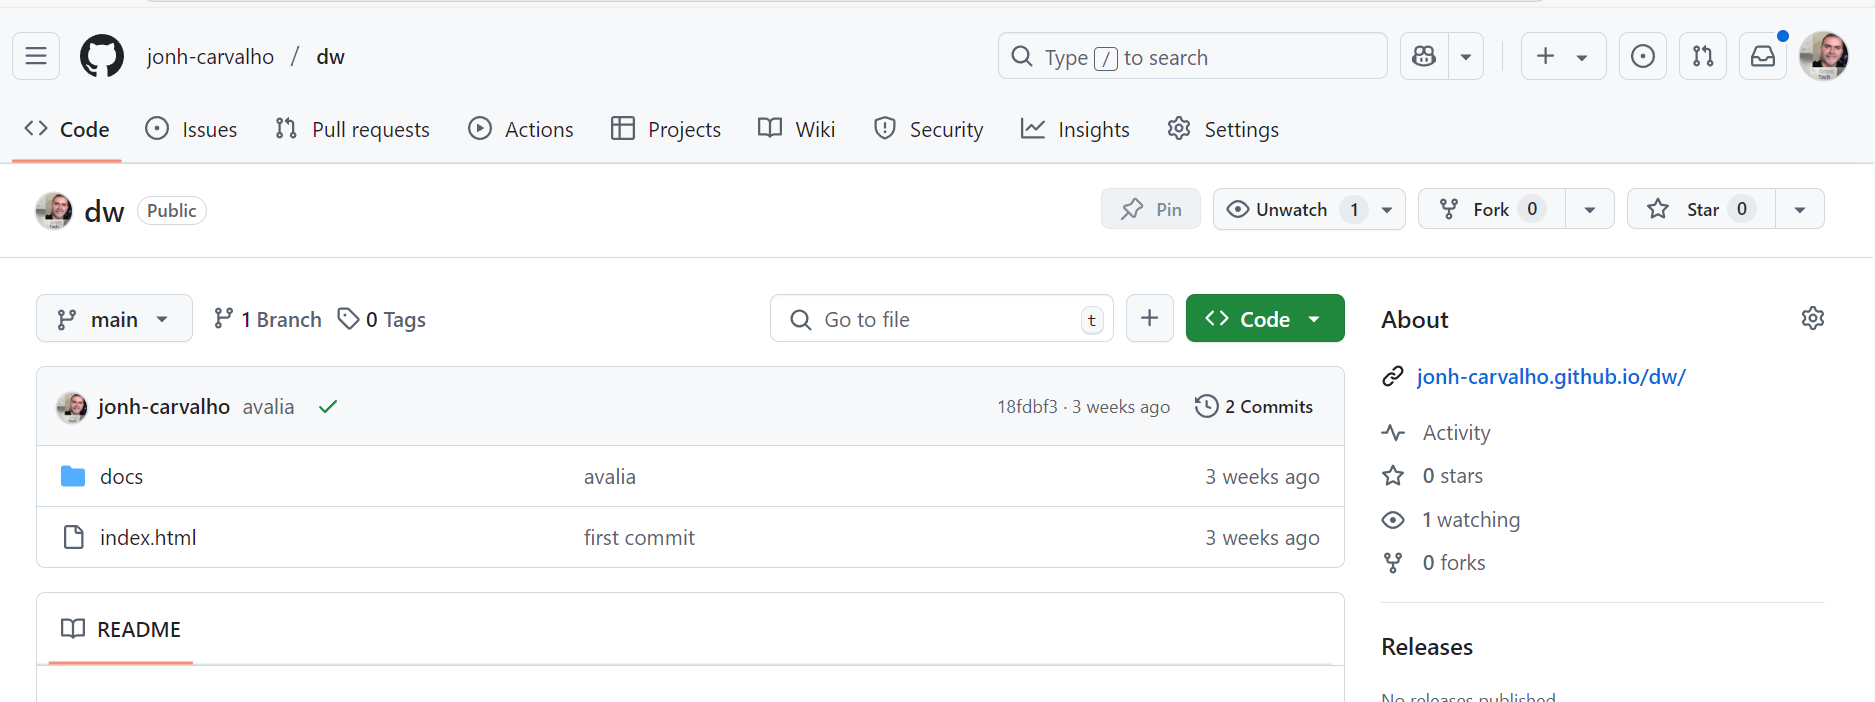 jonh-carvalho / dw
Type / to search
Code Issues Pull requests Actions Projects Wiki Security Insights Settings
dw Public
Pin Unwatch 1 Fork 0 Star 0
main 1 Branch 0 Tags
Go to file t Code
jonh-carvalho avalia 18fdbf3 · 3 weeks ago 2 Commits
docs avalia 3 weeks ago
index.html first commit 3 weeks ago
README
About
jonh-carvalho.github.io/dw/
Activity
0 stars
1 watching
0 forks
Releases
No releases published